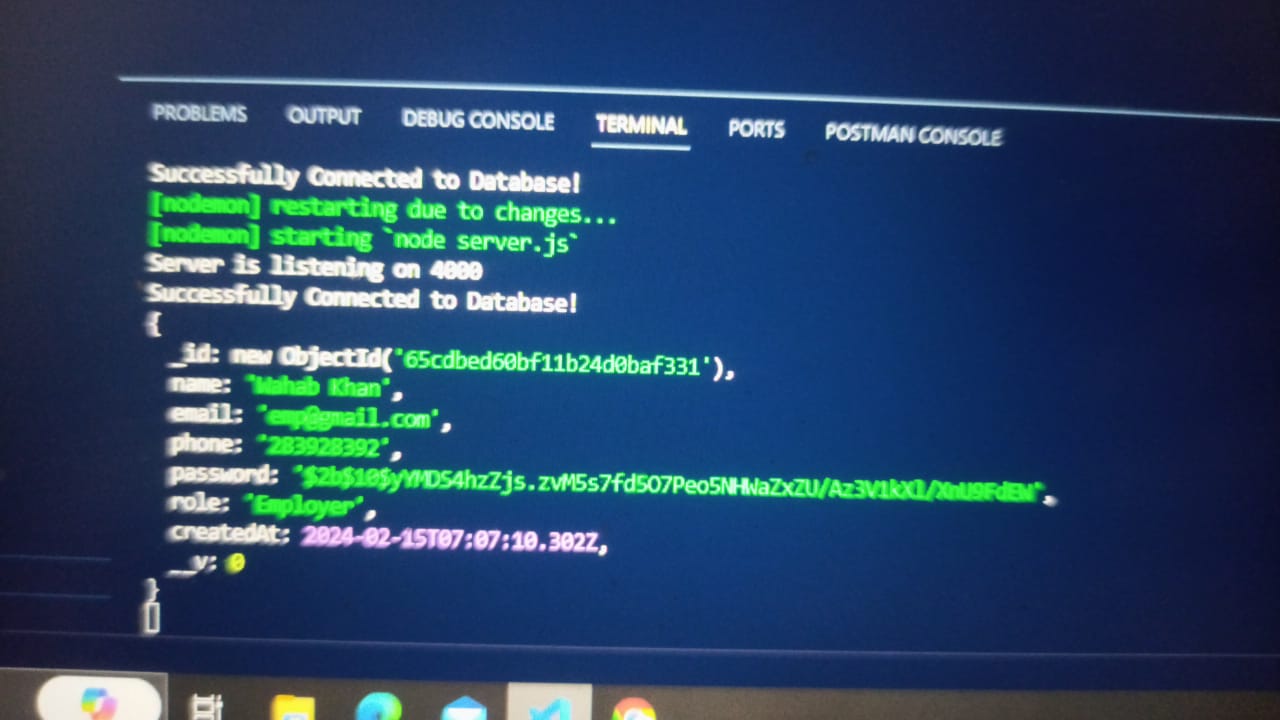 PROBLEMS OUTPUT DEBUG CONSOLE TERMINAL PORTS POSTMAN CONSOLE
Successfully Connected to Database!
[nodemon] restarting due to changes...
[nodemon] starting `node server.js`
Server is listening on 4000
Successfully Connected to Database!
{
_id: new ObjectId('65cdbed60bf11b24d0baf331'),
name: 'Wahab Khan',
email: 'emp@gmail.com',
phone: '283928392',
password: '$2b$10$yYMDS4hzZjs.zvM5s7fd5O7Peo5NHWaZxZU/Az3V1kXl/XnU9FdEW',
role: 'Employer',
createdAt: 2024-02-15T07:07:10.302Z,
__v: 0
}